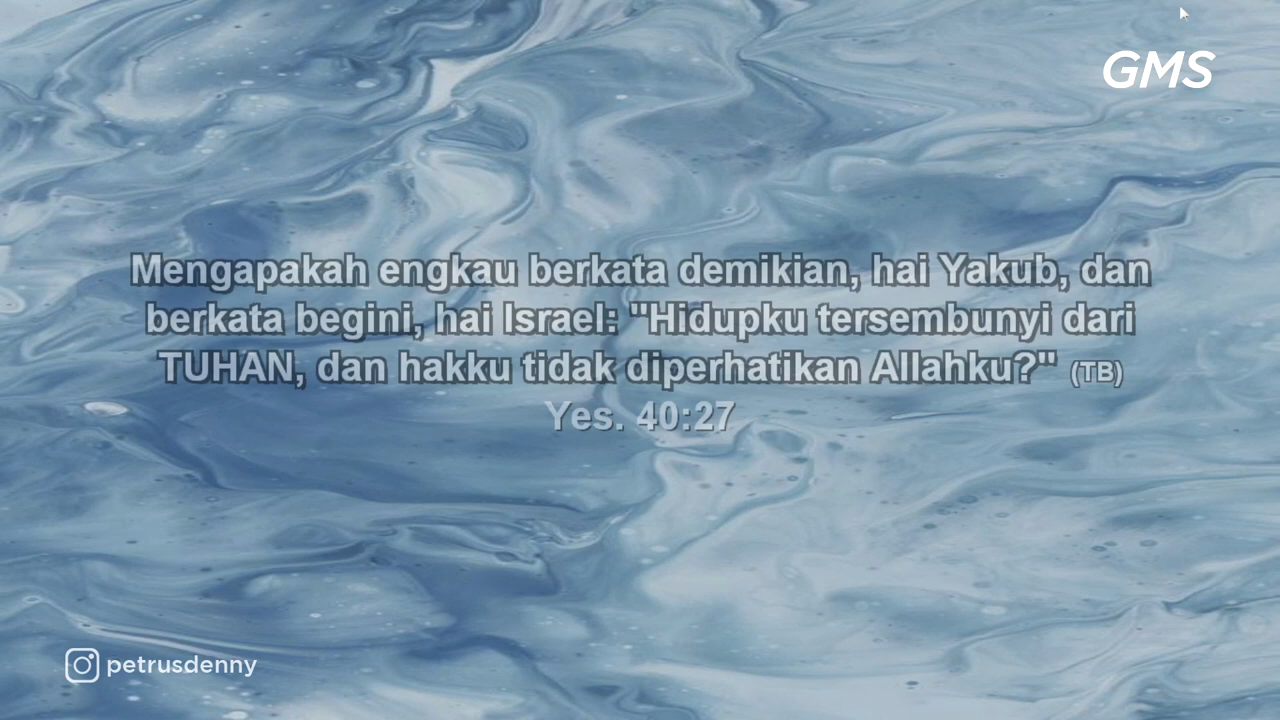 GMS
Mengapakah engkau berkata demikian, hai Yakub, dan
berkata begini, hai Israel: "Hidupku tersembunyi dari
TUHAN, dan hakku tidak diperhatikan Allahku?" (TB)
Yes. 40:27
petrusdenny